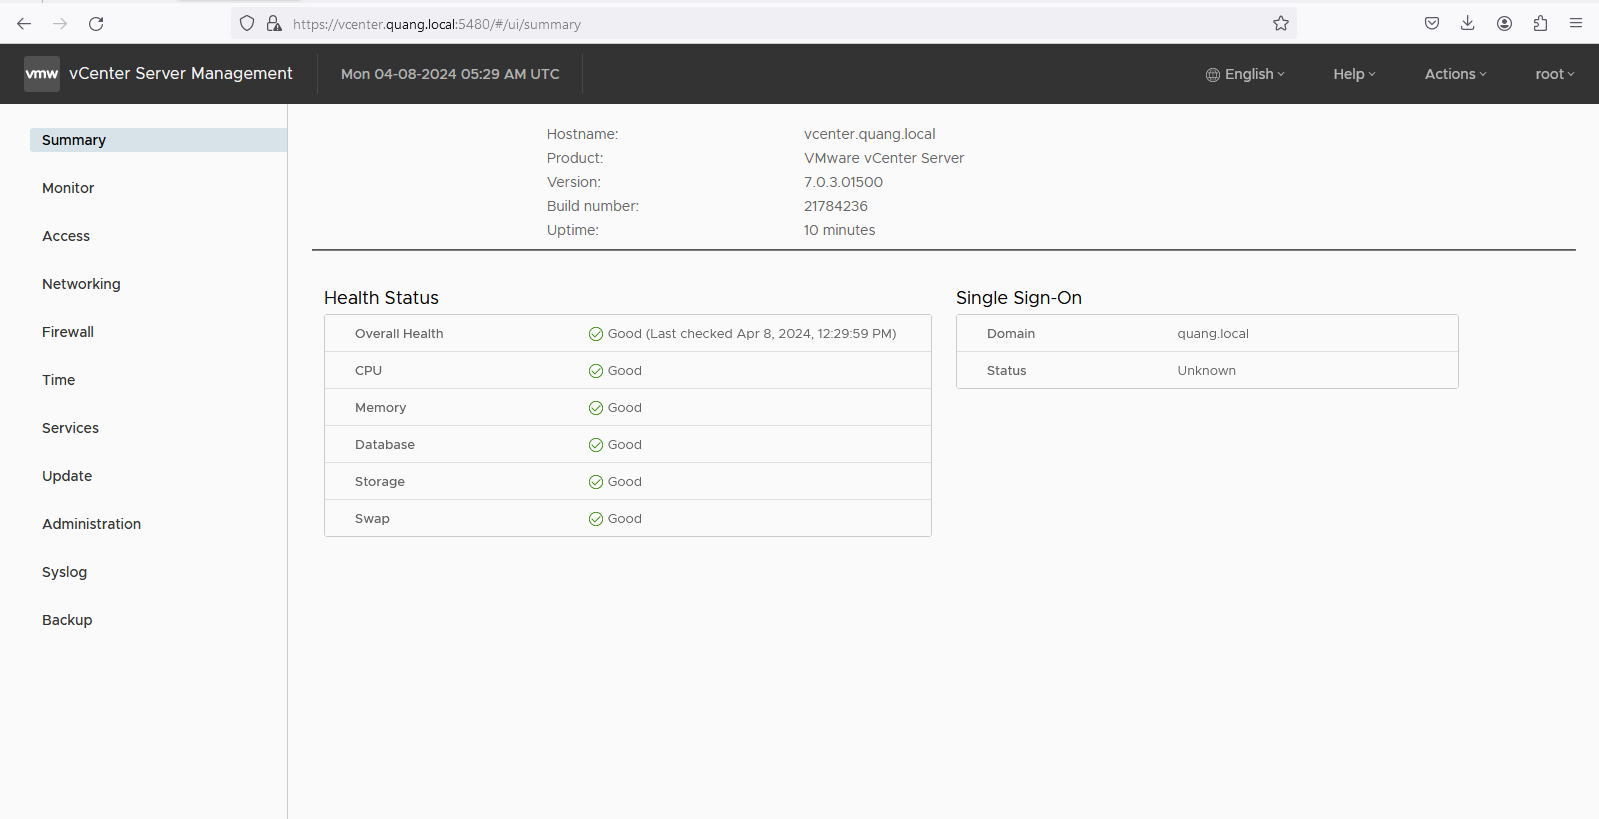 https://vcenter.quang.local:5480/#/ui/summary
vmw vCenter Server Management Mon 04-08-2024 05:29 AM UTC English Help Actions root
Summary
Monitor
Access
Networking
Firewall
Time
Services
Update
Administration
Syslog
Backup
Hostname: vcenter.quang.local
Product: VMware vCenter Server
Version: 7.0.3.01500
Build number: 21784236
Uptime: 10 minutes
Health Status
Overall Health Good (Last checked Apr 8, 2024, 12:29:59 PM)
CPU Good
Memory Good
Database Good
Storage Good
Swap Good
Single Sign-On
Domain quang.local
Status Unknown